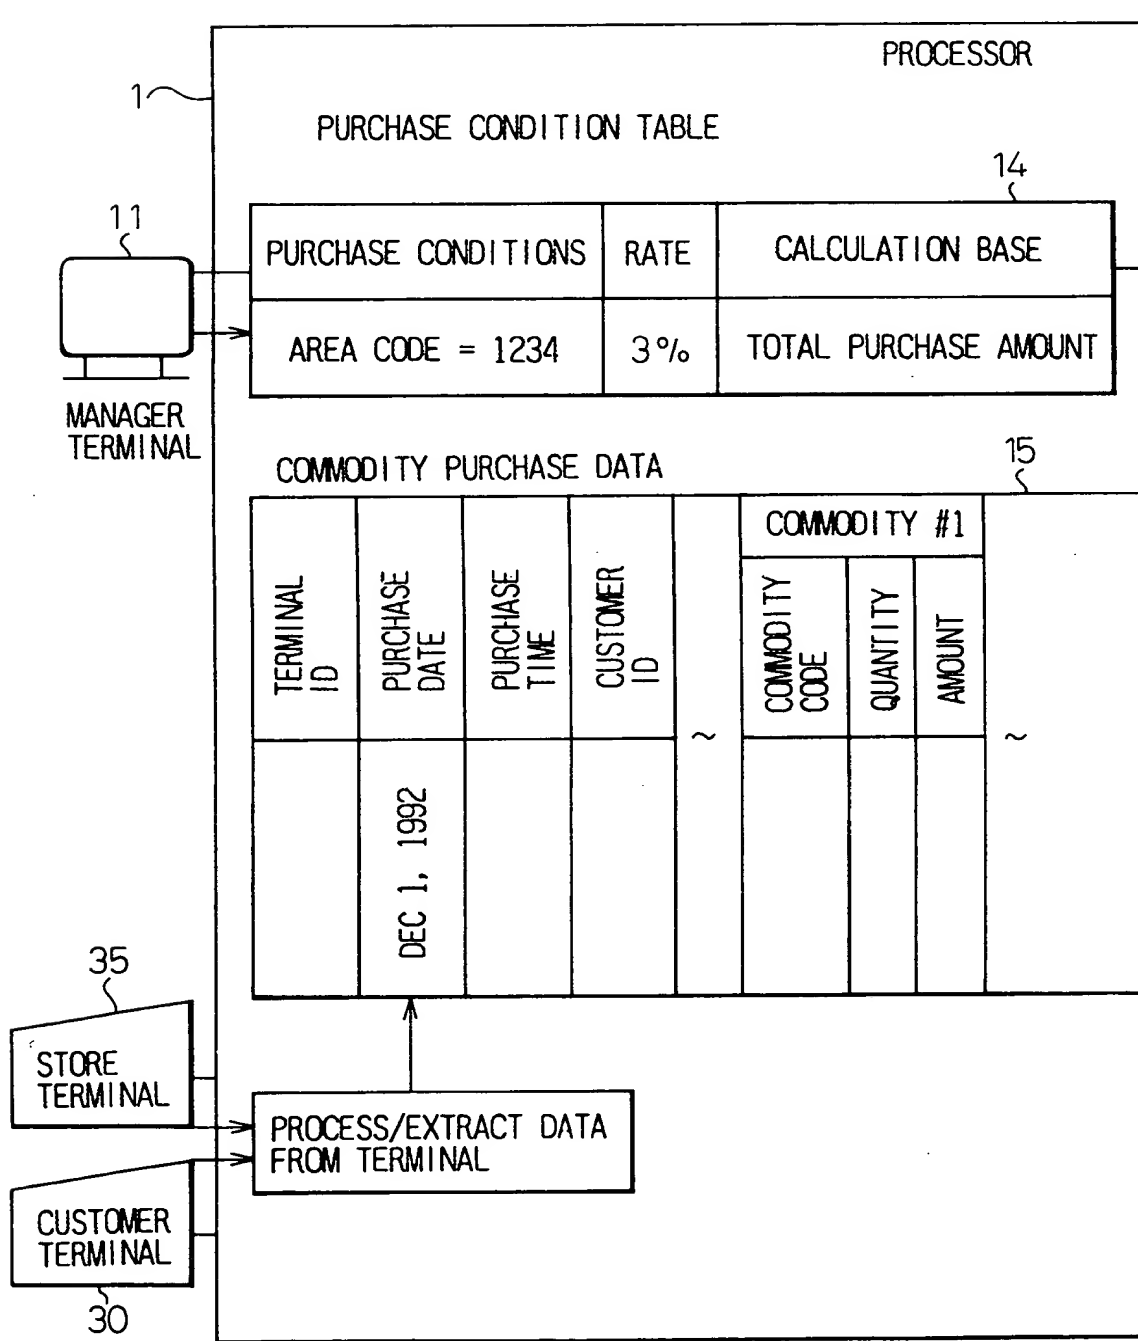 PROCESSOR
1
PURCHASE CONDITION TABLE
14
11
PURCHASE CONDITIONS RATE CALCULATION BASE
AREA CODE = 1234 3% TOTAL PURCHASE AMOUNT
MANAGER
TERMINAL
COMMODITY PURCHASE DATA
15
COMMODITY #1
TERMINAL
ID
PURCHASE
DATE
PURCHASE
TIME
CUSTOMER
ID
COMMODITY
CODE
QUANTITY
AMOUNT
~ ~
DEC 1, 1992
35
STORE
TERMINAL
PROCESS/EXTRACT DATA
FROM TERMINAL
CUSTOMER
TERMINAL
30